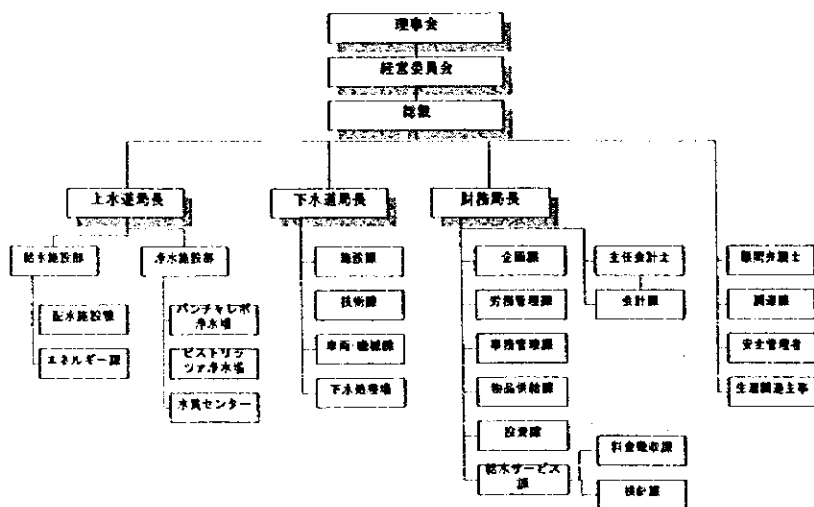 理事会
経営委員会
総裁
上水道局長
下水道局長
財務局長
給水施設部
浄水施設部
施設課
企画課
主任会計士
顧問弁護士
配水施設課
パンチャレボ
浄水場
技術課
労務管理課
会計課
調達課
エネルギー課
ビストリッ
ツァ浄水場
車両・機械課
事務管理課
安全管理者
水質センター
下水処理場
物品供給課
投資課
給水サービス
課
料金徴収課
検針課